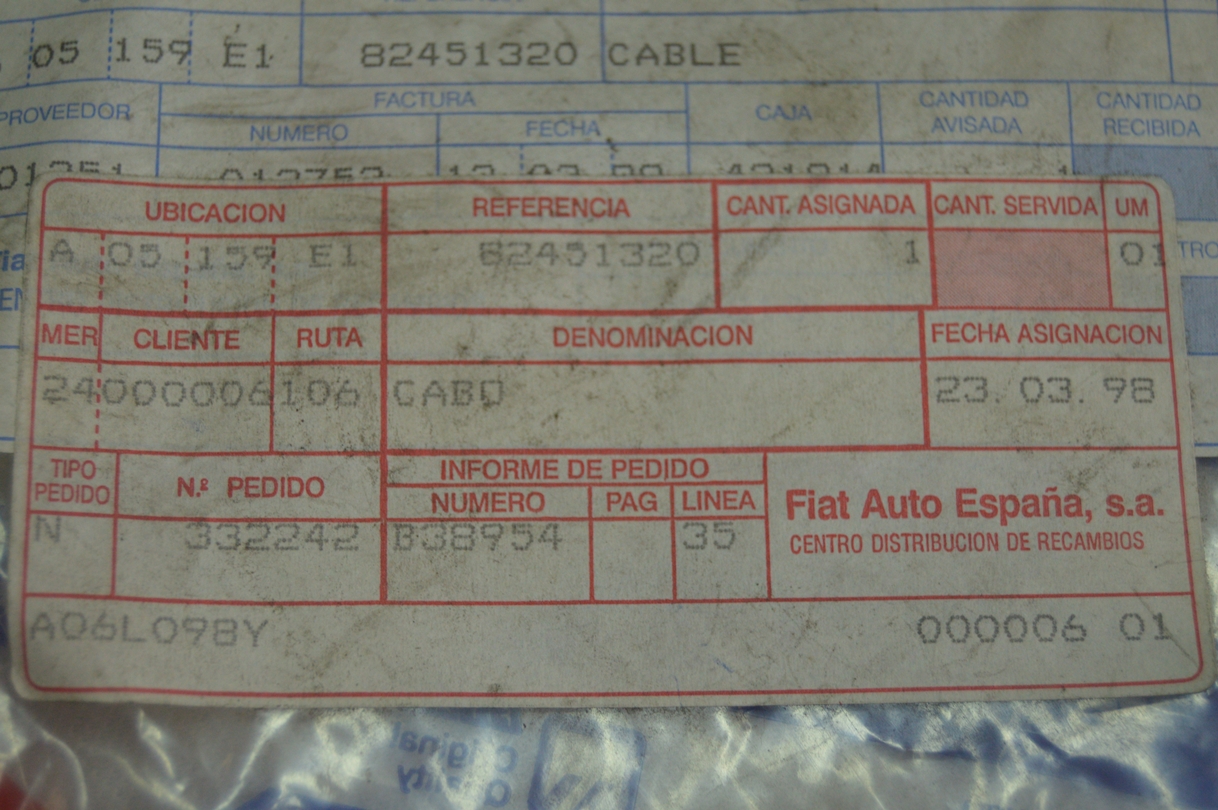 05 159 E1 82451320 CABLE
PROVEEDOR FACTURA CAJA CANTIDAD AVISADA CANTIDAD RECIBIDA
NUMERO FECHA
UBICACION REFERENCIA CANT. ASIGNADA CANT. SERVIDA UM
A 05 159 E1 82451320 1 01
MER CLIENTE RUTA DENOMINACION FECHA ASIGNACION
24 000006 106 CABO 23. 03. 98
TIPO PEDIDO N.º PEDIDO INFORME DE PEDIDO
NUMERO PAG LINEA
N 332242 B38954 35
Fiat Auto España, s.a.
CENTRO DISTRIBUCION DE RECAMBIOS
A06L09BY 000006 01